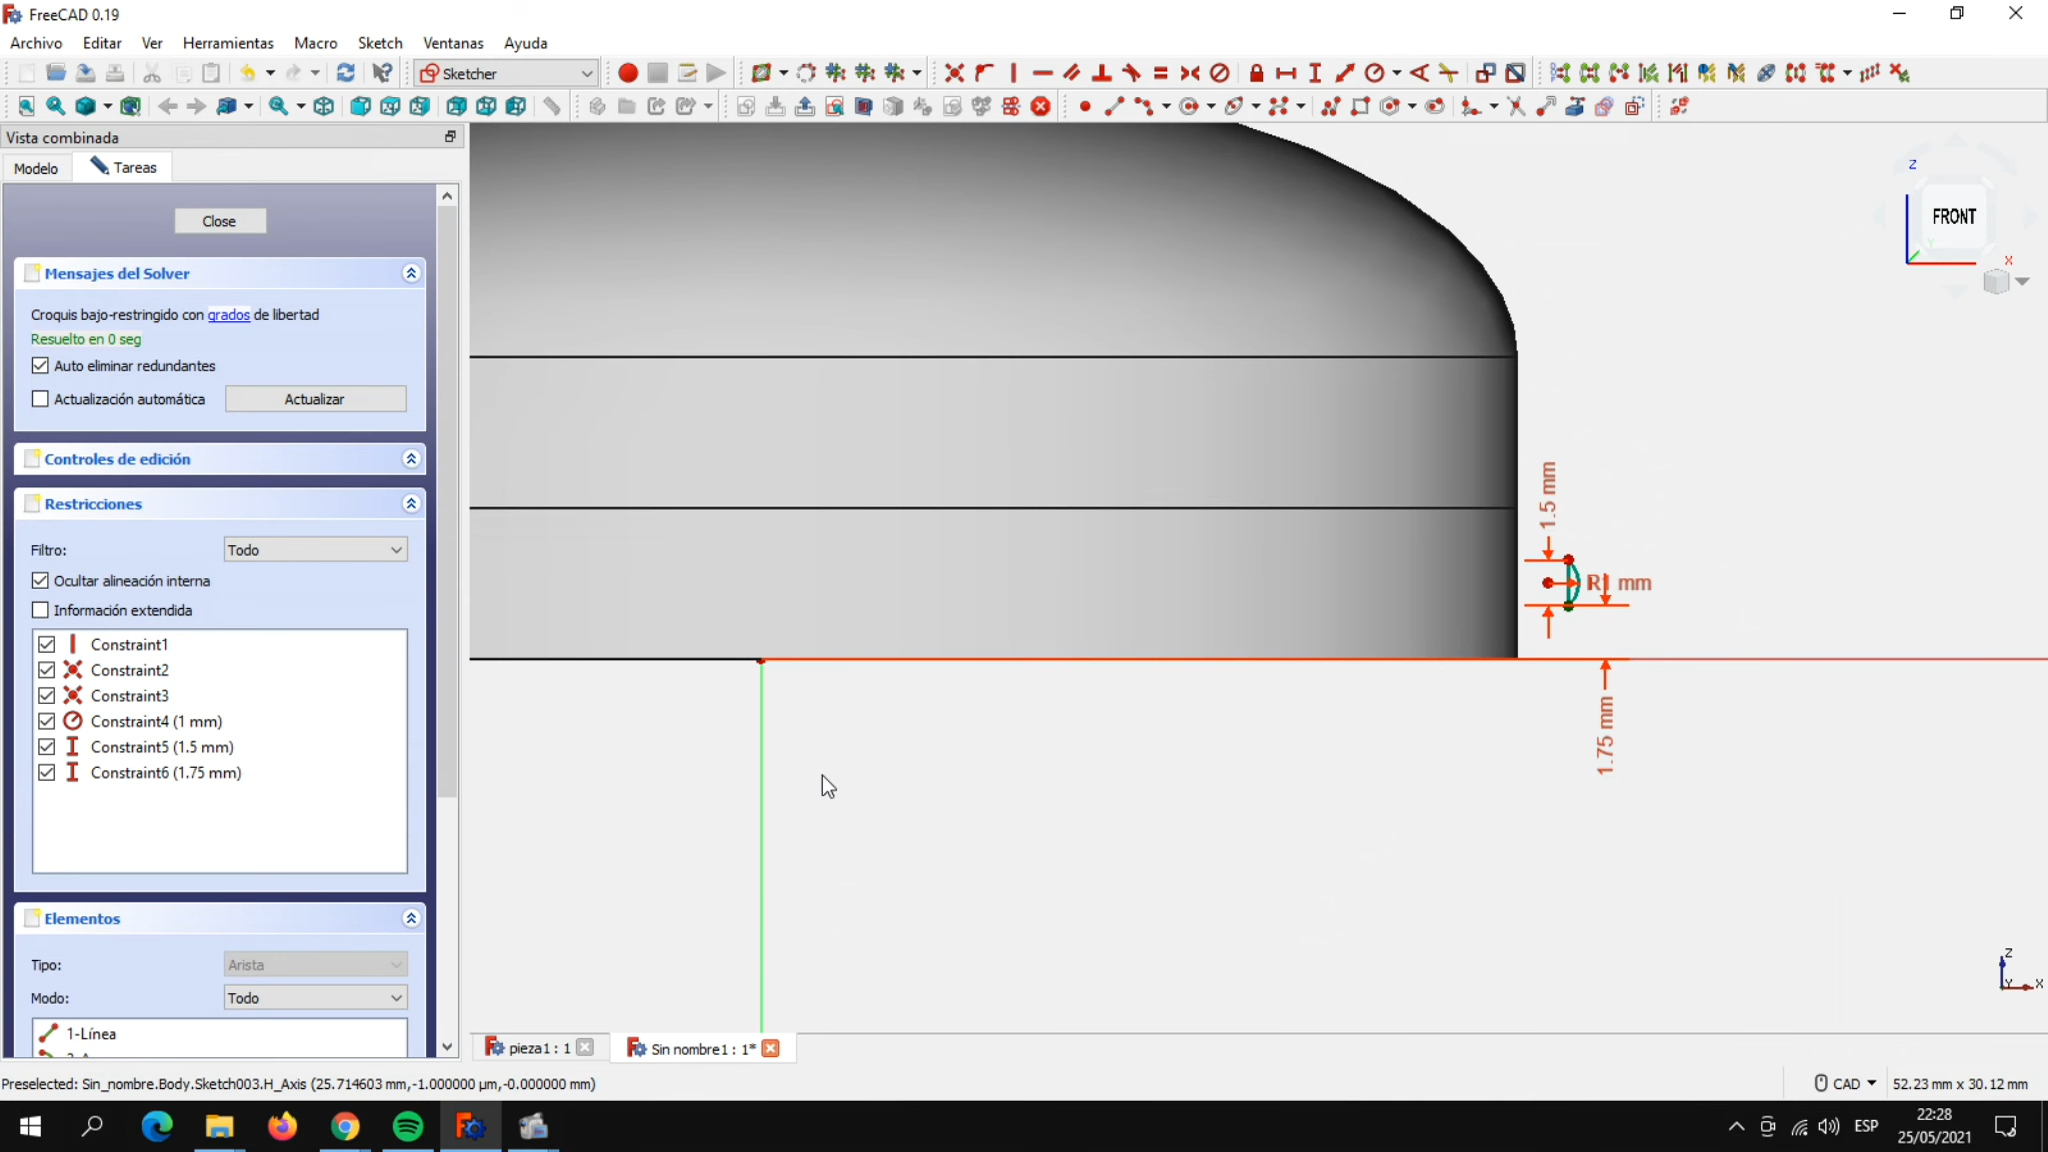 FreeCAD 0.19
Archivo Editar Ver Herramientas Macro Sketch Ventanas Ayuda
Sketcher
Vista combinada
Modelo Tareas
Close
Mensajes del Solver
Croquis bajo-restringido con grados de libertad
Resuelto en 0 seg
Auto eliminar redundantes
Actualización automática Actualizar
Controles de edición
Restricciones
Filtro: Todo
Ocultar alineación interna
Información extendida
Constraint1
Constraint2
Constraint3
Constraint4 (1 mm)
Constraint5 (1.5 mm)
Constraint6 (1.75 mm)
Elementos
Tipo: Arista
Modo: Todo
1-Línea
Z
FRONT
Y
X
1.5 mm
R1 mm
1.75 mm
Z
Y X
pieza1 : 1 Sin nombre1 : 1*
Preselected: Sin_nombre.Body.Sketch003.H_Axis (25.714603 mm,-1.000000 µm,-0.000000 mm)
CAD 52.23 mm x 30.12 mm
ESP
22:28
25/05/2021